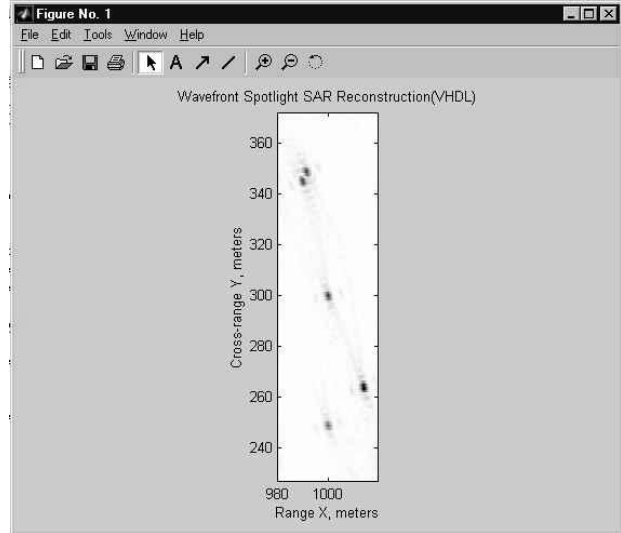 Figure No. 1
File Edit Tools Window Help
A
Wavefront Spotlight SAR Reconstruction(VHDL)
360
340
320
300
280
260
240
Cross-range Y, meters
980 1000
Range X, meters